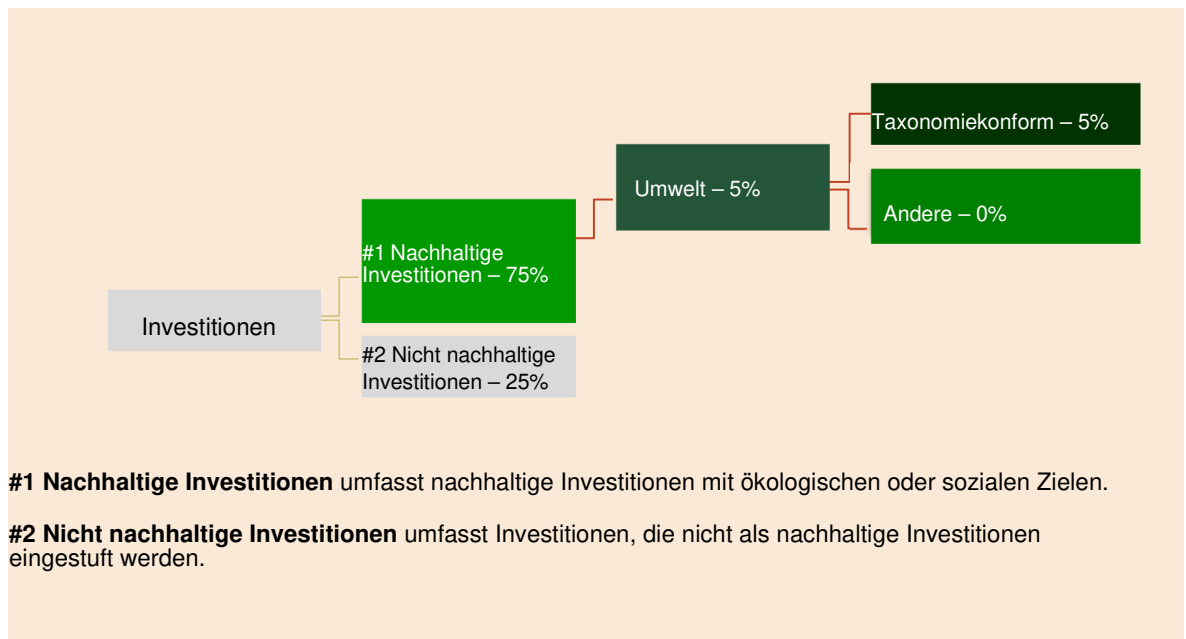 Taxonomiekonform – 5%
Umwelt – 5%
Andere – 0%
#1 Nachhaltige
Investitionen – 75%
Investitionen
#2 Nicht nachhaltige
Investitionen – 25%
#1 Nachhaltige Investitionen umfasst nachhaltige Investitionen mit ökologischen oder sozialen Zielen.
#2 Nicht nachhaltige Investitionen umfasst Investitionen, die nicht als nachhaltige Investitionen
eingestuft werden.